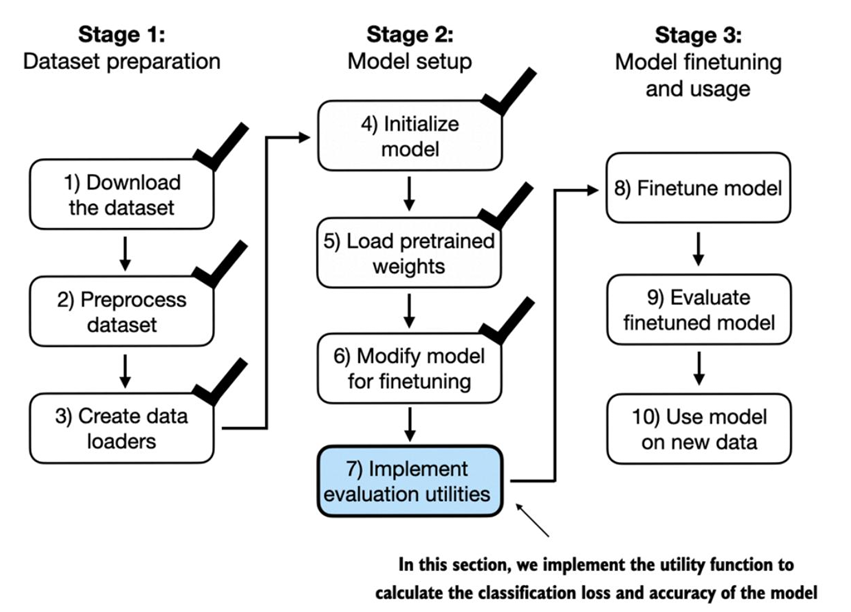 Stage 1:
Dataset preparation
1) Download
the dataset
2) Preprocess
dataset
3) Create data
loaders
Stage 2:
Model setup
4) Initialize
model
5) Load pretrained
weights
6) Modify model
for finetuning
7) Implement
evaluation utilities
Stage 3:
Model finetuning
and usage
8) Finetune model
9) Evaluate
finetuned model
10) Use model
on new data
In this section, we implement the utility function to
calculate the classification loss and accuracy of the model